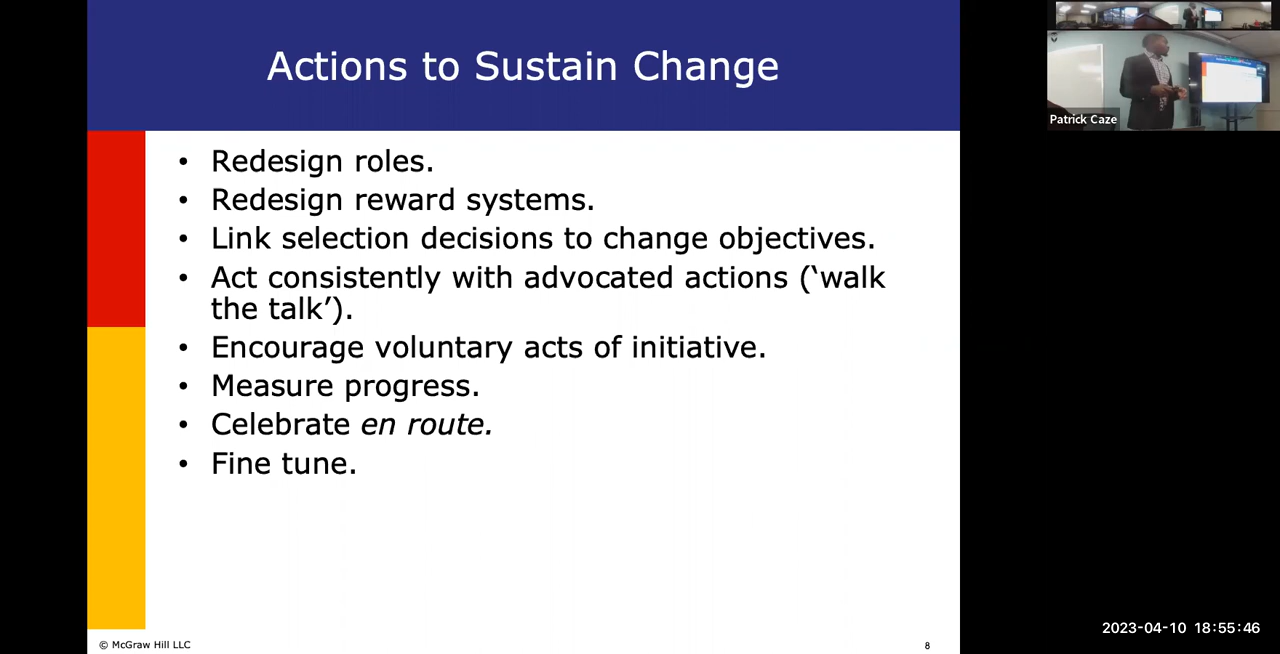 Actions to Sustain Change
• Redesign roles.
• Redesign reward systems.
• Link selection decisions to change objectives.
• Act consistently with advocated actions (‘walk
the talk’).
• Encourage voluntary acts of initiative.
• Measure progress.
• Celebrate en route.
• Fine tune.
© McGraw Hill LLC
8
Patrick Caze
2023-04-10 18:55:46